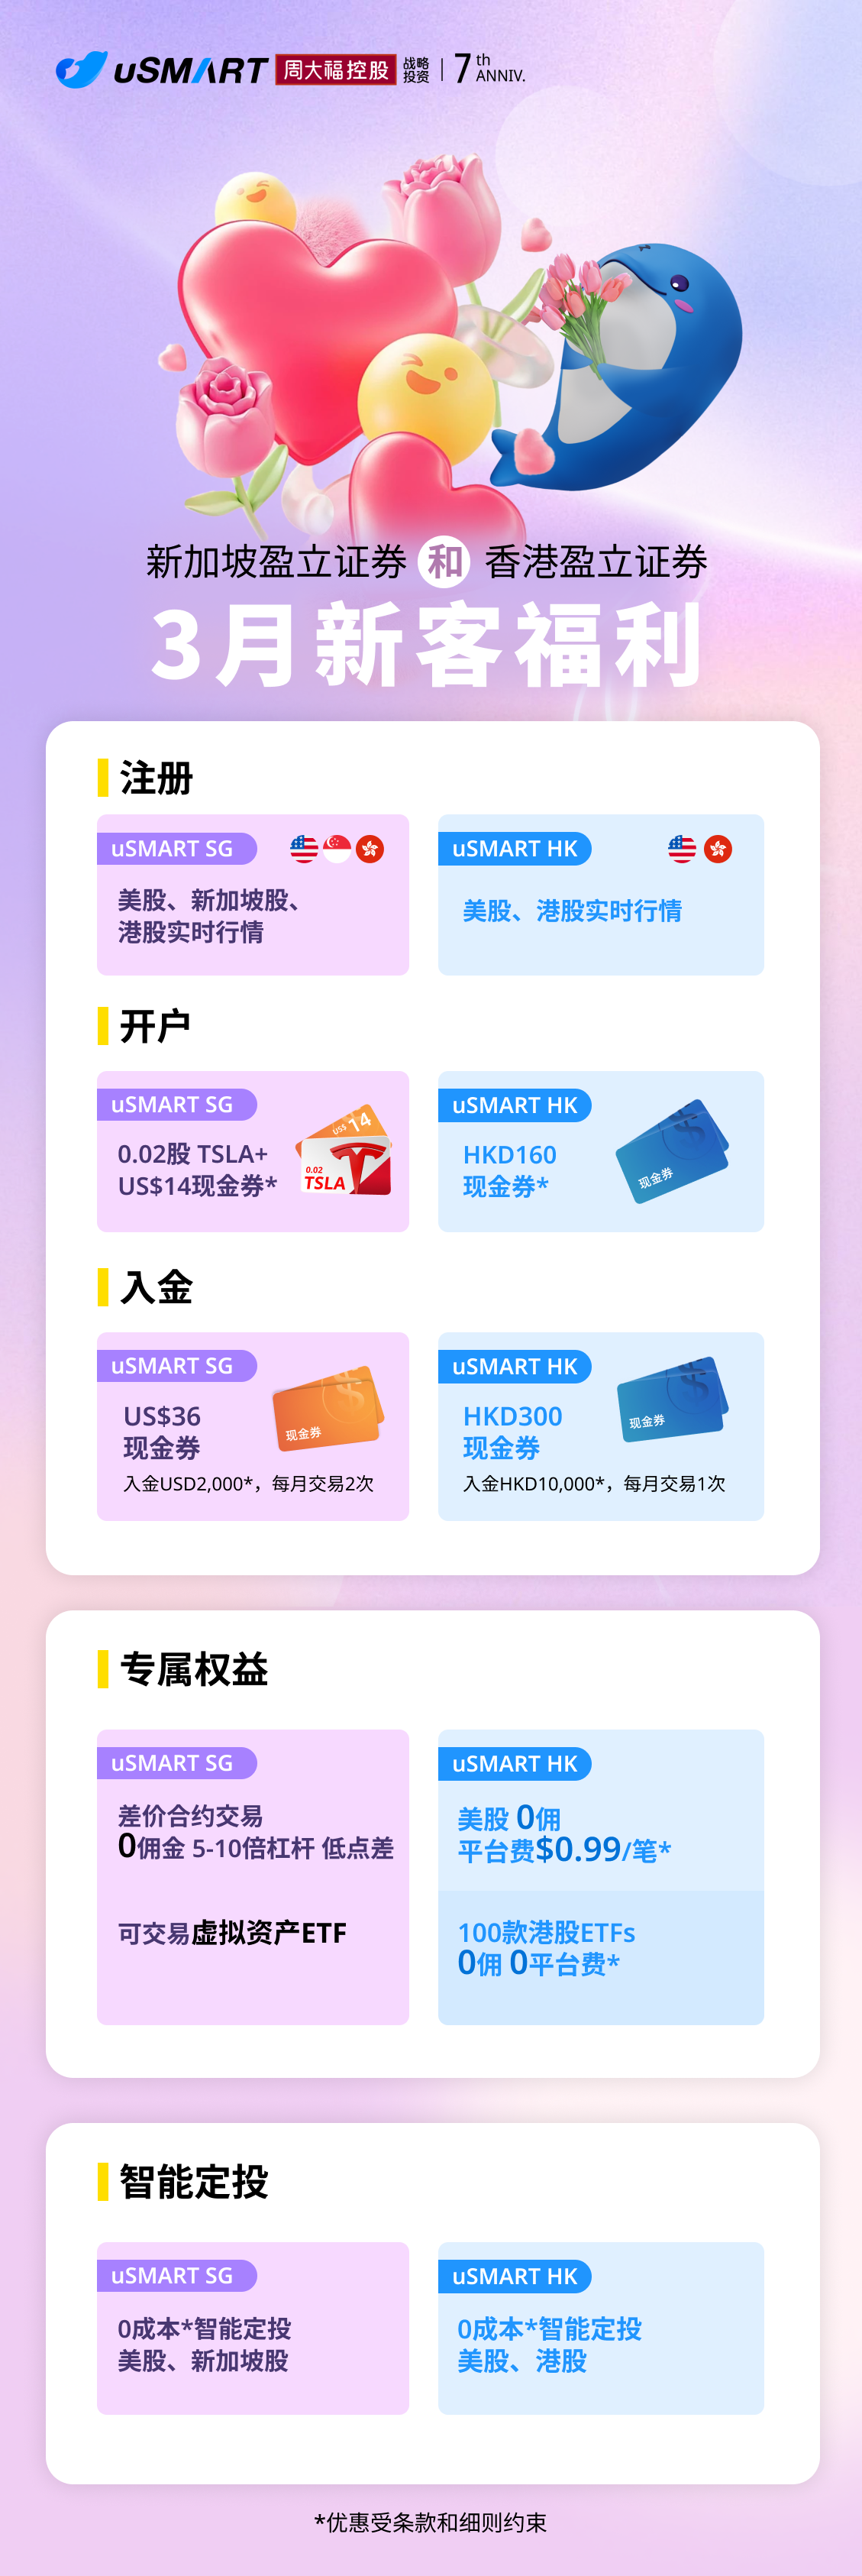 uSMART 周大福控股 战略投资 | 7th ANNIV.
新加坡盈立证券 和 香港盈立证券
3月新客福利
注册
uSMART SG
美股、新加坡股、
港股实时行情
uSMART HK
美股、港股实时行情
开户
uSMART SG
0.02股 TSLA+
US$14现金券*
US$ 14
0.02
TSLA
uSMART HK
HKD160
现金券*
现金券
入金
uSMART SG
US$36
现金券
入金USD2,000*，每月交易2次
现金券
uSMART HK
HKD300
现金券
入金HKD10,000*，每月交易1次
现金券
专属权益
uSMART SG
差价合约交易
0佣金 5-10倍杠杆 低点差
可交易虚拟资产ETF
uSMART HK
美股 0佣
平台费$0.99/笔*
100款港股ETFs
0佣 0平台费*
智能定投
uSMART SG
0成本*智能定投
美股、新加坡股
uSMART HK
0成本*智能定投
美股、港股
*优惠受条款和细则约束